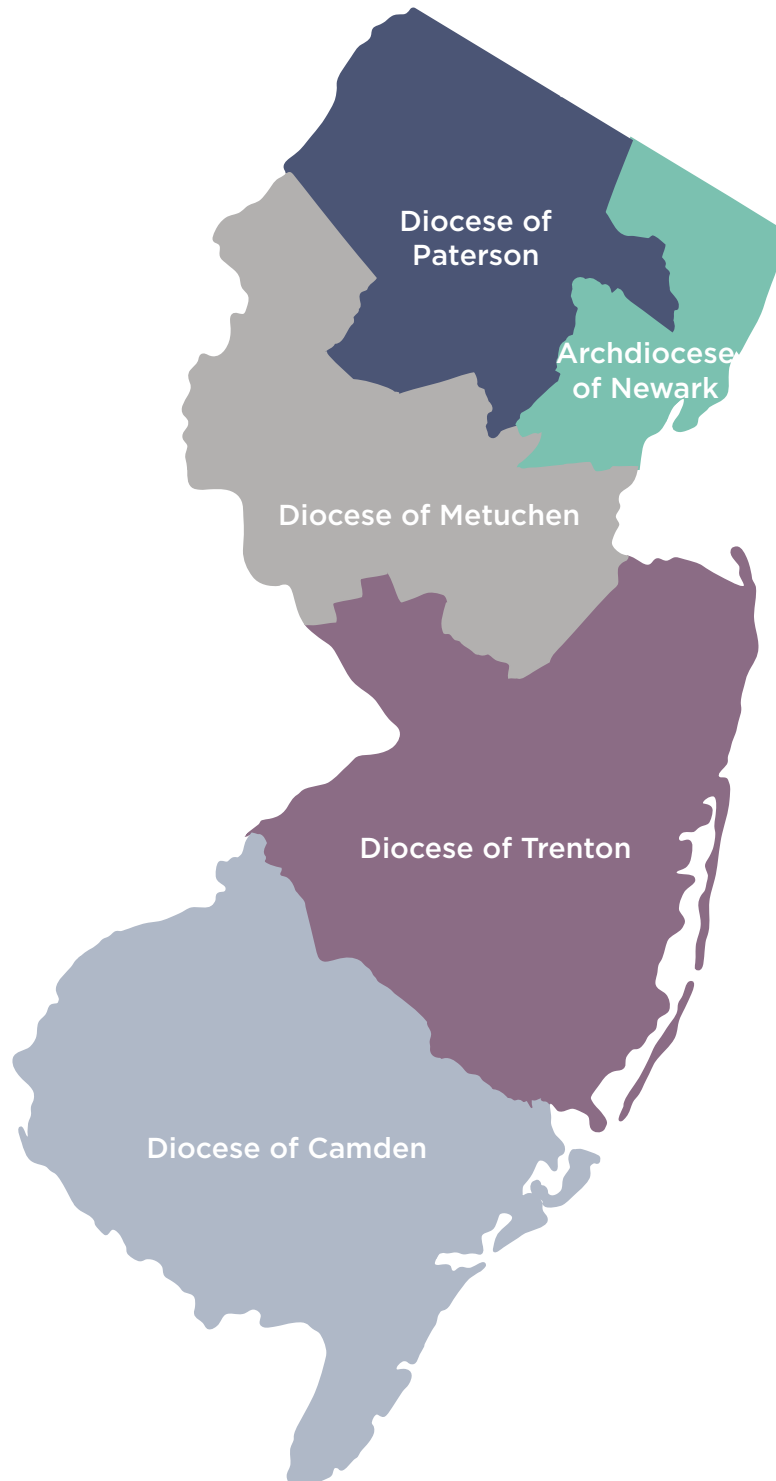 Diocese of
Paterson
Archdiocese
of Newark
Diocese of Metuchen
Diocese of Trenton
Diocese of Camden